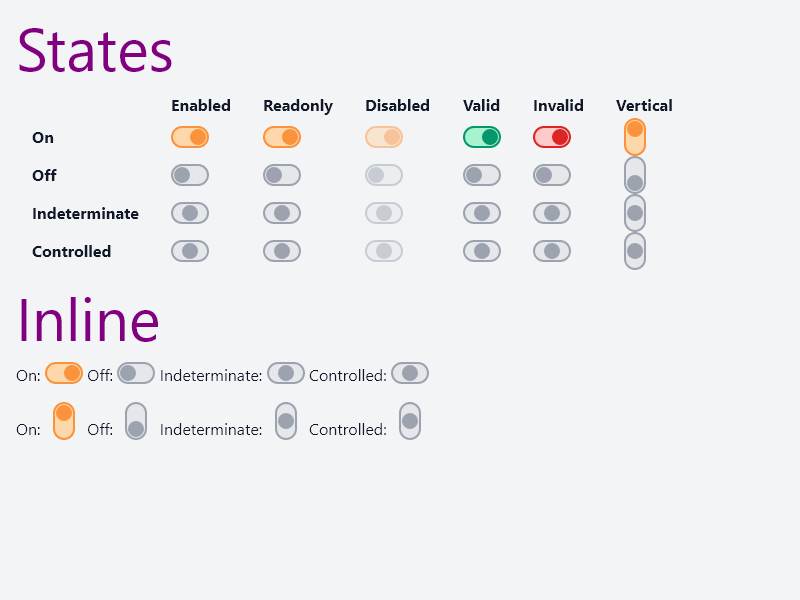 States
Enabled Readonly Disabled Valid Invalid Vertical
On
Off
Indeterminate
Controlled
Inline
On: Off: Indeterminate: Controlled:
On: Off: Indeterminate: Controlled: